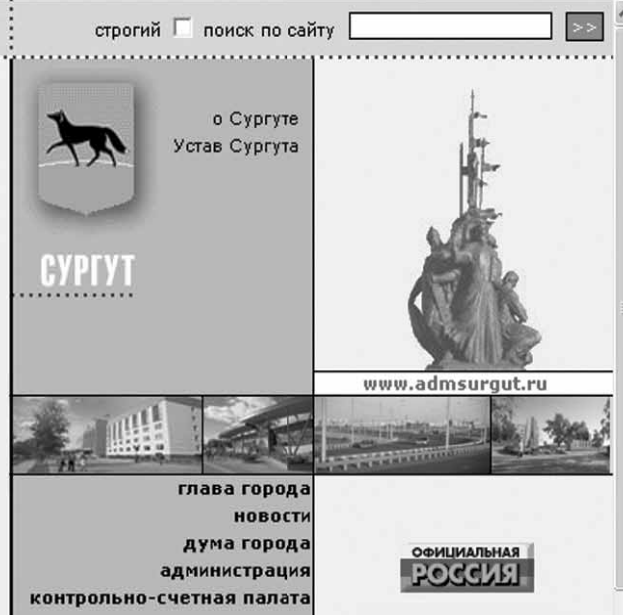 строгий поиск по сайту >>
о Сургуте
Устав Сургута
СУРГУТ
www.admsurgut.ru
глава города
новости
дума города
администрация
контрольно-счетная палата
ОФИЦИАЛЬНАЯ
РОССИЯ